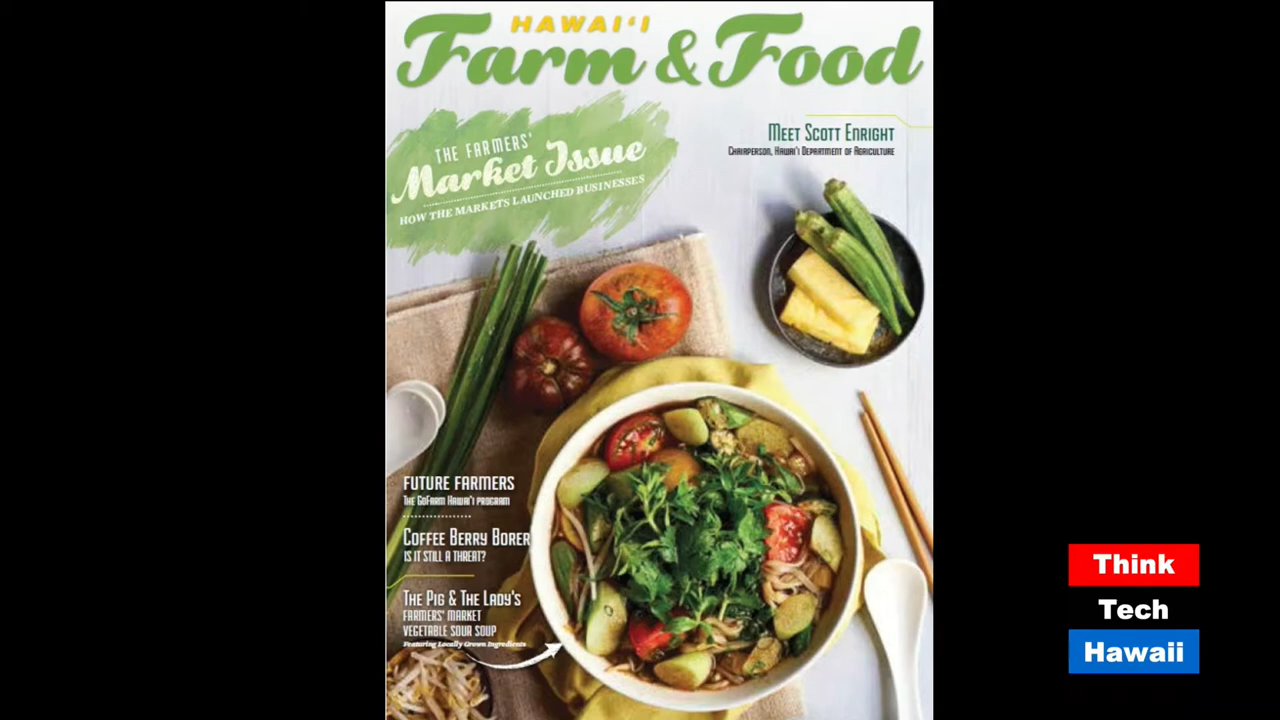 HAWAI‘I
Farm & Food
THE FARMERS'
Market Issue
HOW THE MARKETS LAUNCHED BUSINESSES
MEET SCOTT ENRIGHT
CHAIRPERSON, HAWAI‘I DEPARTMENT OF AGRICULTURE
FUTURE FARMERS
THE GOFARM HAWAI‘I PROGRAM
COFFEE BERRY BORER
IS IT STILL A THREAT?
THE PIG & THE LADY'S
FARMERS' MARKET
VEGETABLE SOUR SOUP
Featuring Locally Grown Ingredients
Think
Tech
Hawaii